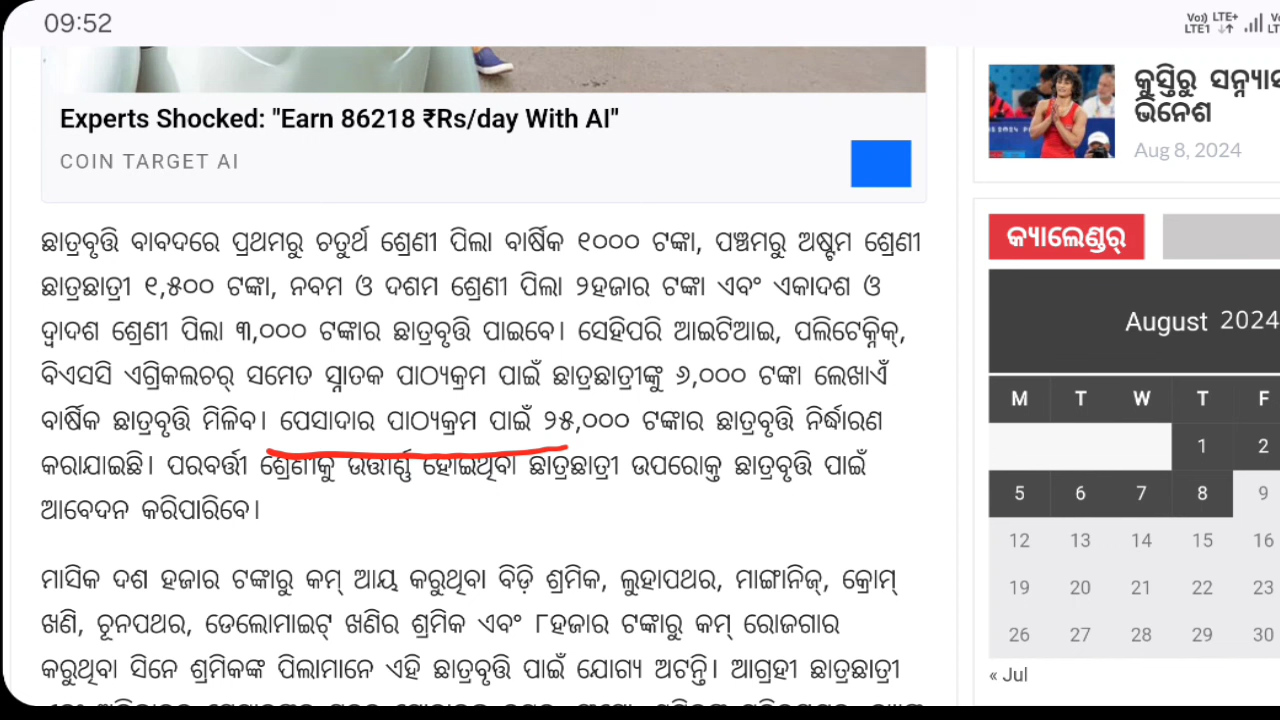 09:52
Vo)) LTE+
LTE1
Experts Shocked: "Earn 86218 ₹Rs/day With AI"
COIN TARGET AI
ଛାତ୍ରବୃତ୍ତି ବାବଦରେ ପ୍ରଥମରୁ ଚତୁର୍ଥ ଶ୍ରେଣୀ ପିଲା ବାର୍ଷିକ ୧୦୦୦ ଟଙ୍କା, ପଞ୍ଚମରୁ ଅଷ୍ଟମ ଶ୍ରେଣୀ
ଛାତ୍ରଛାତ୍ରୀ ୧,୫୦୦ ଟଙ୍କା, ନବମ ଓ ଦଶମ ଶ୍ରେଣୀ ପିଲା ୨ହଜାର ଟଙ୍କା ଏବଂ ଏକାଦଶ ଓ
ଦ୍ୱାଦଶ ଶ୍ରେଣୀ ପିଲା ୩,୦୦୦ ଟଙ୍କାର ଛାତ୍ରବୃତ୍ତି ପାଇବେ। ସେହିପରି ଆଇଟିଆଇ, ପଲିଟେକ୍ନିକ୍,
ବିଏସସି ଏଗ୍ରିକଲଚର୍ ସମେତ ସ୍ନାତକ ପାଠ୍ୟକ୍ରମ ପାଇଁ ଛାତ୍ରଛାତ୍ରୀଙ୍କୁ ୬,୦୦୦ ଟଙ୍କା ଲେଖାଏଁ
ବାର୍ଷିକ ଛାତ୍ରବୃତ୍ତି ମିଳିବ। ପେସାଦାର ପାଠ୍ୟକ୍ରମ ପାଇଁ ୨୫,୦୦୦ ଟଙ୍କାର ଛାତ୍ରବୃତ୍ତି ନିର୍ଦ୍ଧାରଣ
କରାଯାଇଛି। ପରବର୍ତ୍ତୀ ଶ୍ରେଣୀକୁ ଉତ୍ତୀର୍ଣ୍ଣ ହୋଇଥିବା ଛାତ୍ରଛାତ୍ରୀ ଉପରୋକ୍ତ ଛାତ୍ରବୃତ୍ତି ପାଇଁ
ଆବେଦନ କରିପାରିବେ।
ମାସିକ ଦଶ ହଜାର ଟଙ୍କାରୁ କମ୍ ଆୟ କରୁଥିବା ବିଡ଼ି ଶ୍ରମିକ, ଲୁହାପଥର, ମାଙ୍ଗାନିଜ୍, କ୍ରୋମ୍
ଖଣି, ଚୂନପଥର, ଡେଲୋମାଇଟ୍ ଖଣିର ଶ୍ରମିକ ଏବଂ ୮ହଜାର ଟଙ୍କାରୁ କମ୍ ରୋଜଗାର
କରୁଥିବା ସିନେ ଶ୍ରମିକଙ୍କ ପିଲାମାନେ ଏହି ଛାତ୍ରବୃତ୍ତି ପାଇଁ ଯୋଗ୍ୟ ଅଟନ୍ତି। ଆଗ୍ରହୀ ଛାତ୍ରଛାତ୍ରୀ
କୁସ୍ତିରୁ
ଭିନେଶ
Aug 8, 2024
କ୍ୟାଲେଣ୍ଡର୍
August 2024
M T W T F
1 2
5 6 7 8 9
12 13 14 15 16
19 20 21 22 23
26 27 28 29 30
« Jul